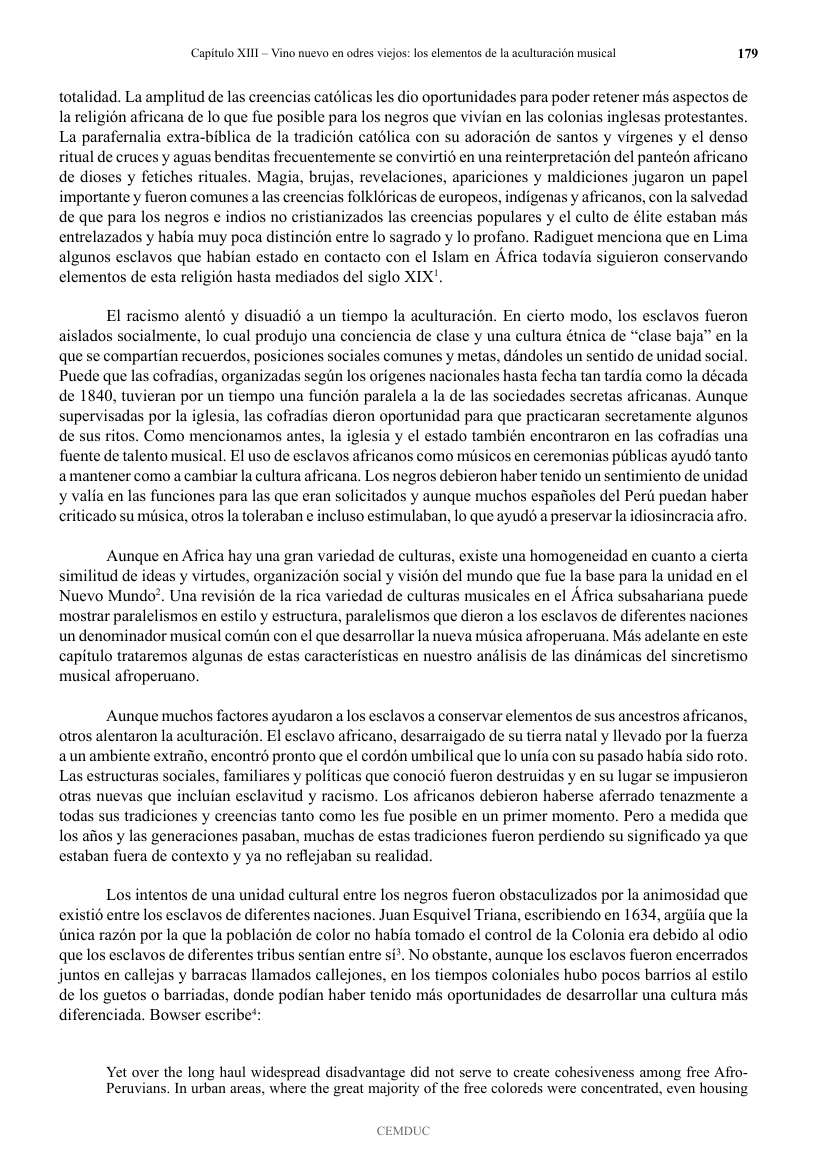 Capítulo XIII – Vino nuevo en odres viejos: los elementos de la aculturación musical
179
totalidad. La amplitud de las creencias católicas les dio oportunidades para poder retener más aspectos de
la religión africana de lo que fue posible para los negros que vivían en las colonias inglesas protestantes.
La parafernalia extra-bíblica de la tradición católica con su adoración de santos y vírgenes y el denso
ritual de cruces y aguas benditas frecuentemente se convirtió en una reinterpretación del panteón africano
de dioses y fetiches rituales. Magia, brujas, revelaciones, apariciones y maldiciones jugaron un papel
importante y fueron comunes a las creencias folklóricas de europeos, indígenas y africanos, con la salvedad
de que para los negros e indios no cristianizados las creencias populares y el culto de élite estaban más
entrelazados y había muy poca distinción entre lo sagrado y lo profano. Radiguet menciona que en Lima
algunos esclavos que habían estado en contacto con el Islam en África todavía siguieron conservando
elementos de esta religión hasta mediados del siglo XIX¹.
El racismo alentó y disuadió a un tiempo la aculturación. En cierto modo, los esclavos fueron
aislados socialmente, lo cual produjo una conciencia de clase y una cultura étnica de “clase baja” en la
que se compartían recuerdos, posiciones sociales comunes y metas, dándoles un sentido de unidad social.
Puede que las cofradías, organizadas según los orígenes nacionales hasta fecha tan tardía como la década
de 1840, tuvieran por un tiempo una función paralela a la de las sociedades secretas africanas. Aunque
supervisadas por la iglesia, las cofradías dieron oportunidad para que practicaran secretamente algunos
de sus ritos. Como mencionamos antes, la iglesia y el estado también encontraron en las cofradías una
fuente de talento musical. El uso de esclavos africanos como músicos en ceremonias públicas ayudó tanto
a mantener como a cambiar la cultura africana. Los negros debieron haber tenido un sentimiento de unidad
y valía en las funciones para las que eran solicitados y aunque muchos españoles del Perú puedan haber
criticado su música, otros la toleraban e incluso estimulaban, lo que ayudó a preservar la idiosincracia afro.
Aunque en Africa hay una gran variedad de culturas, existe una homogeneidad en cuanto a cierta
similitud de ideas y virtudes, organización social y visión del mundo que fue la base para la unidad en el
Nuevo Mundo². Una revisión de la rica variedad de culturas musicales en el África subsahariana puede
mostrar paralelismos en estilo y estructura, paralelismos que dieron a los esclavos de diferentes naciones
un denominador musical común con el que desarrollar la nueva música afroperuana. Más adelante en este
capítulo trataremos algunas de estas características en nuestro análisis de las dinámicas del sincretismo
musical afroperuano.
Aunque muchos factores ayudaron a los esclavos a conservar elementos de sus ancestros africanos,
otros alentaron la aculturación. El esclavo africano, desarraigado de su tierra natal y llevado por la fuerza
a un ambiente extraño, encontró pronto que el cordón umbilical que lo unía con su pasado había sido roto.
Las estructuras sociales, familiares y políticas que conoció fueron destruidas y en su lugar se impusieron
otras nuevas que incluían esclavitud y racismo. Los africanos debieron haberse aferrado tenazmente a
todas sus tradiciones y creencias tanto como les fue posible en un primer momento. Pero a medida que
los años y las generaciones pasaban, muchas de estas tradiciones fueron perdiendo su significado ya que
estaban fuera de contexto y ya no reflejaban su realidad.
Los intentos de una unidad cultural entre los negros fueron obstaculizados por la animosidad que
existió entre los esclavos de diferentes naciones. Juan Esquivel Triana, escribiendo en 1634, argüía que la
única razón por la que la población de color no había tomado el control de la Colonia era debido al odio
que los esclavos de diferentes tribus sentían entre sí³. No obstante, aunque los esclavos fueron encerrados
juntos en callejas y barracas llamados callejones, en los tiempos coloniales hubo pocos barrios al estilo
de los guetos o barriadas, donde podían haber tenido más oportunidades de desarrollar una cultura más
diferenciada. Bowser escribe⁴:
Yet over the long haul widespread disadvantage did not serve to create cohesiveness among free Afro-
Peruvians. In urban areas, where the great majority of the free coloreds were concentrated, even housing
CEMDUC